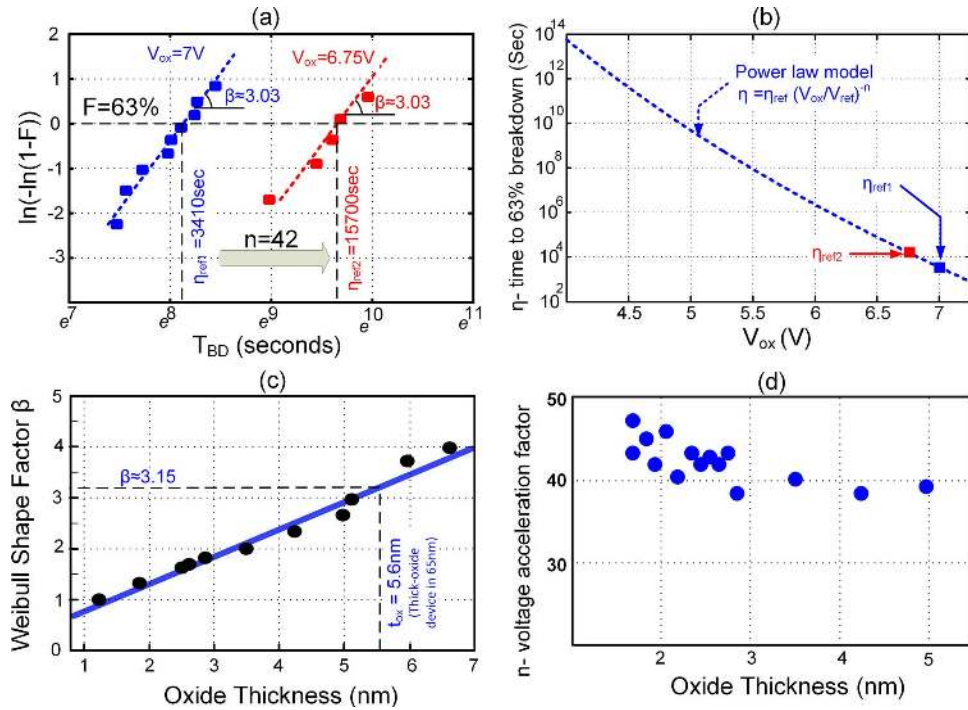 (a)
ln(-ln(1-F))
2
1
0
-1
-2
-3
V_ox=7V
V_ox=6.75V
β≈3.03
β≈3.03
F=63%
n=42
η_ref1=3410sec
η_ref2=15700sec
e^7
e^8
e^9
e^10
e^11
T_BD (seconds)
(b)
η- time to 63% breakdown (Sec)
10^14
10^12
10^10
10^8
10^6
10^4
10^2
Power law model
η =η_ref (V_ox/V_ref)^-n
η_ref1
η_ref2
4.5 5 5.5 6 6.5 7
V_ox (V)
(c)
Weibull Shape Factor β
5
4
3
2
1
0
β≈3.15
t_ox = 5.6nm
(Thick-oxide
device in 65nm)
1 2 3 4 5 6 7
Oxide Thickness (nm)
(d)
n- voltage acceleration factor
50
40
30
2 3 4 5
Oxide Thickness (nm)